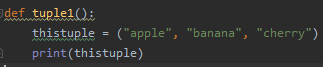 def tuple1():
    thistuple = ("apple", "banana", "cherry")
    print(thistuple)